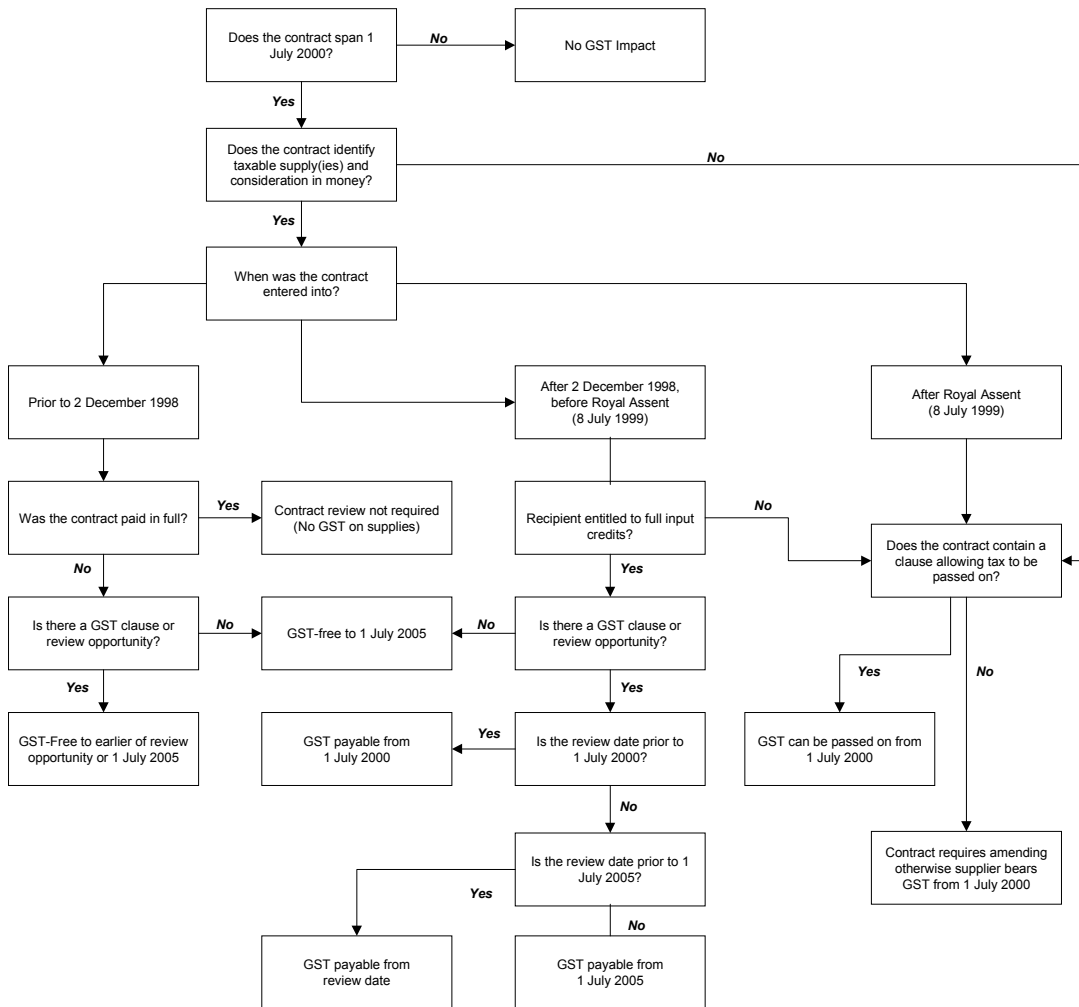 Does the contract span 1
July 2000?
No
No GST Impact
Yes
Does the contract identify
taxable supply(ies) and
consideration in money?
No
Yes
When was the contract
entered into?
Prior to 2 December 1998
After 2 December 1998,
before Royal Assent
(8 July 1999)
After Royal Assent
(8 July 1999)
Was the contract paid in full?
Yes
Contract review not required
(No GST on supplies)
Recipient entitled to full input
credits?
No
Does the contract contain a
clause allowing tax to be
passed on?
No
Yes
Is there a GST clause or
review opportunity?
No
GST-free to 1 July 2005
No
Is there a GST clause or
review opportunity?
Yes
No
Yes
Yes
GST-Free to earlier of review
opportunity or 1 July 2005
GST payable from
1 July 2000
Yes
Is the review date prior to
1 July 2000?
GST can be passed on from
1 July 2000
No
Is the review date prior to 1
July 2005?
Contract requires amending
otherwise supplier bears
GST from 1 July 2000
Yes
No
GST payable from
review date
GST payable from
1 July 2005